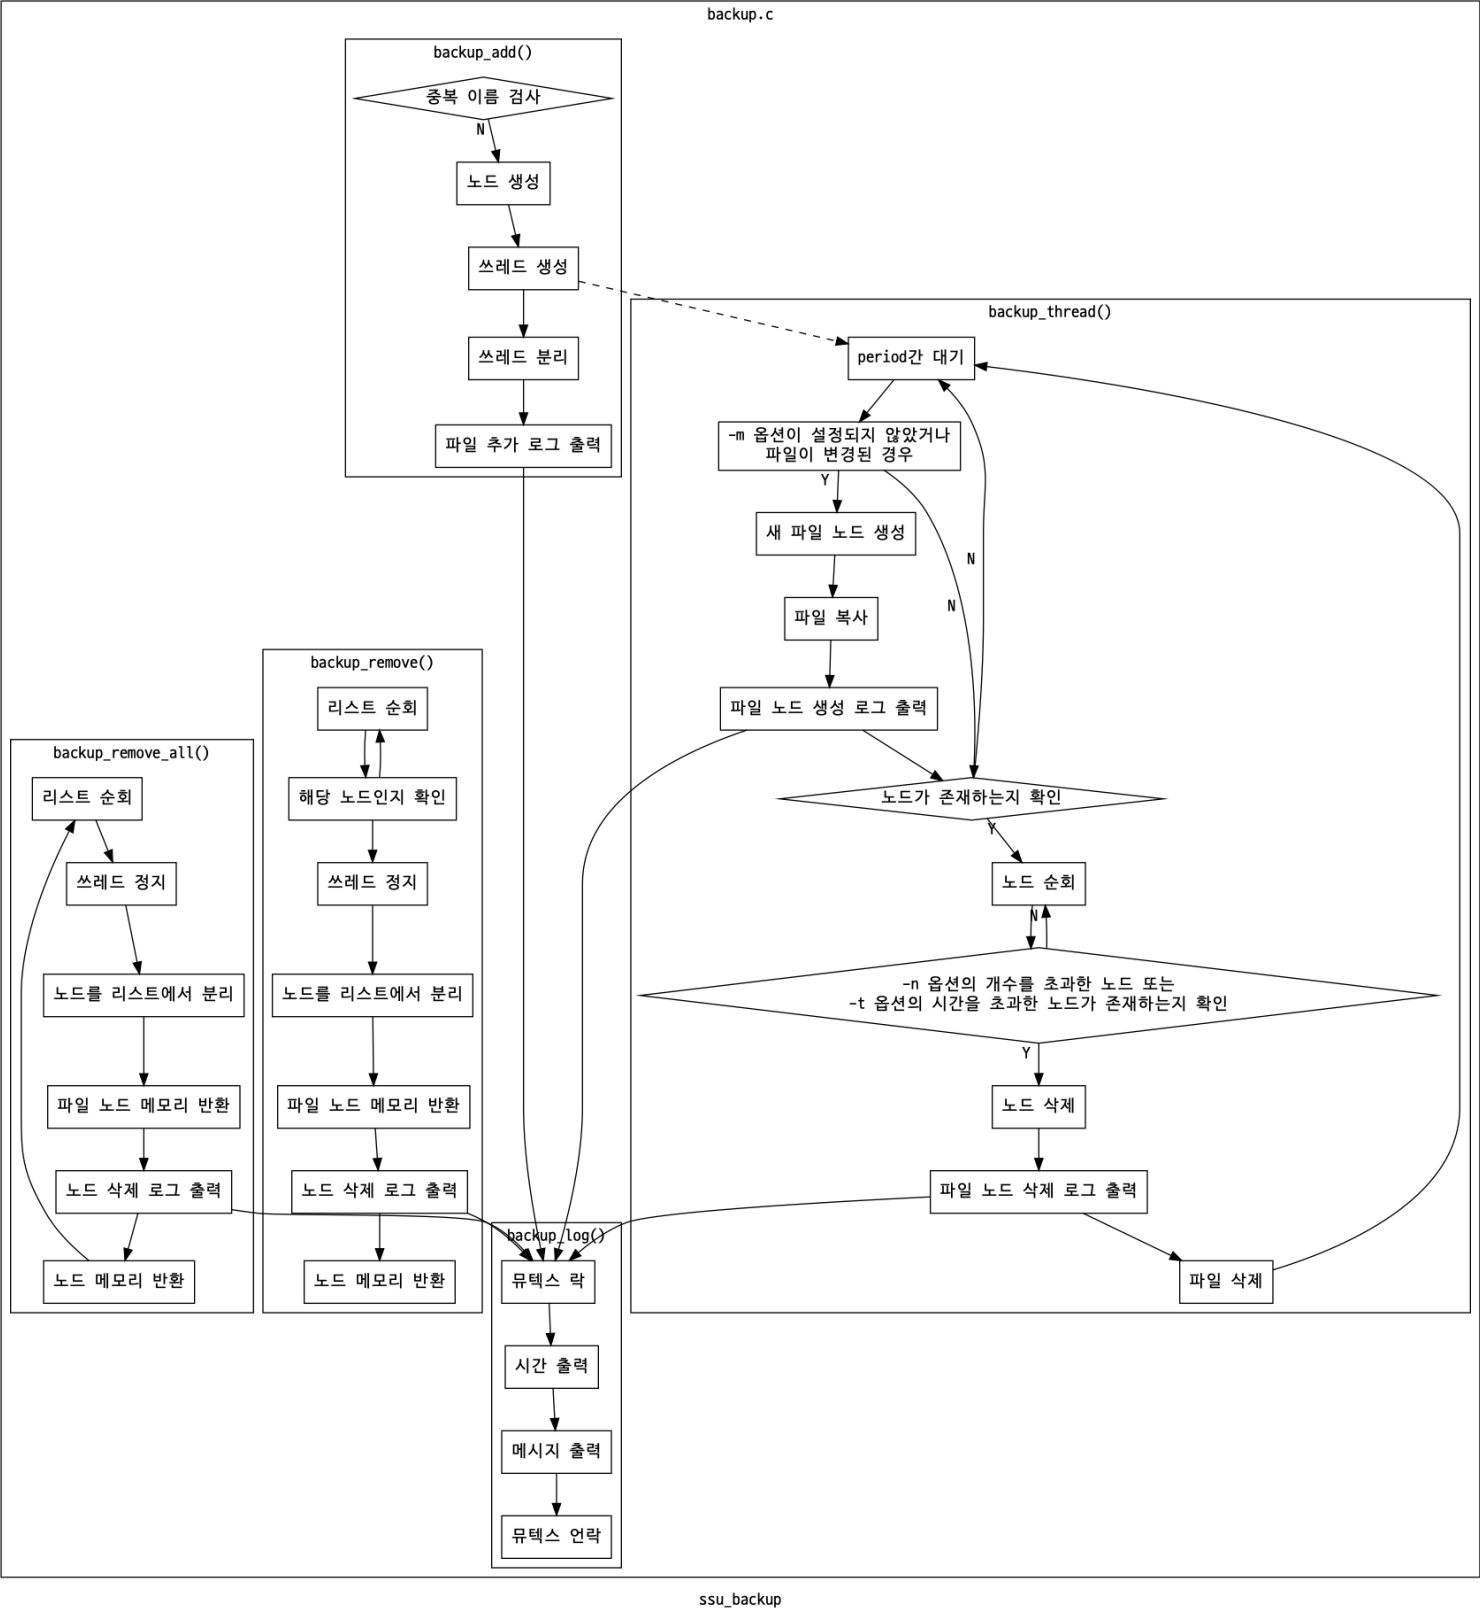 backup.c
backup_add()
중복 이름 검사
N
노드 생성
쓰레드 생성
쓰레드 분리
파일 추가 로그 출력
backup_thread()
period간 대기
-m 옵션이 설정되지 않았거나
파일이 변경된 경우
Y
새 파일 노드 생성
N
N
파일 복사
파일 노드 생성 로그 출력
노드가 존재하는지 확인
Y
노드 순회
N
-n 옵션의 개수를 초과한 노드 또는
-t 옵션의 시간을 초과한 노드가 존재하는지 확인
Y
노드 삭제
파일 노드 삭제 로그 출력
파일 삭제
backup_remove()
리스트 순회
해당 노드인지 확인
쓰레드 정지
노드를 리스트에서 분리
파일 노드 메모리 반환
노드 삭제 로그 출력
노드 메모리 반환
backup_remove_all()
리스트 순회
쓰레드 정지
노드를 리스트에서 분리
파일 노드 메모리 반환
노드 삭제 로그 출력
노드 메모리 반환
backup_log()
뮤텍스 락
시간 출력
메시지 출력
뮤텍스 언락
ssu_backup